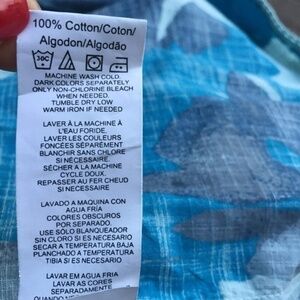 100% Cotton/Coton/
Algodon/Algodão
30C
MACHINE WASH COLD.
DARK COLORS SEPARATELY
ONLY NON-CHLORINE BLEACH
WHEN NEEDED.
TUMBLE DRY LOW
WARM IRON IF NEEDED
LAVER À LA MACHINE À
L'EAU FORIDE.
LAVER LES COULEURS
FONCÉES SÉPARÉMENT
BLANCHIR SANS CHLORE
SI NÉCESSAIRE.
SÉCHER À LA MACHINE
CYCLE DOUX.
REPASSER AU FER CHEUD
SI NÉCESSAIRE
LAVADO A MAQUINA CON
AGUA FRIA
COLORES OBSCUROS
POR SEPARADO.
USE SÓLO BLANQUEADOR
SIN CLORO SI ES NECESARIO
SECAR A TEMPERATURA BAJA
PLANCHADO A TEMPERATURA
TIBIA SI ES NECESARIO
LAVAR EM AGUA FRIA
LAVAR AS CORES
SEPARADAMENTE